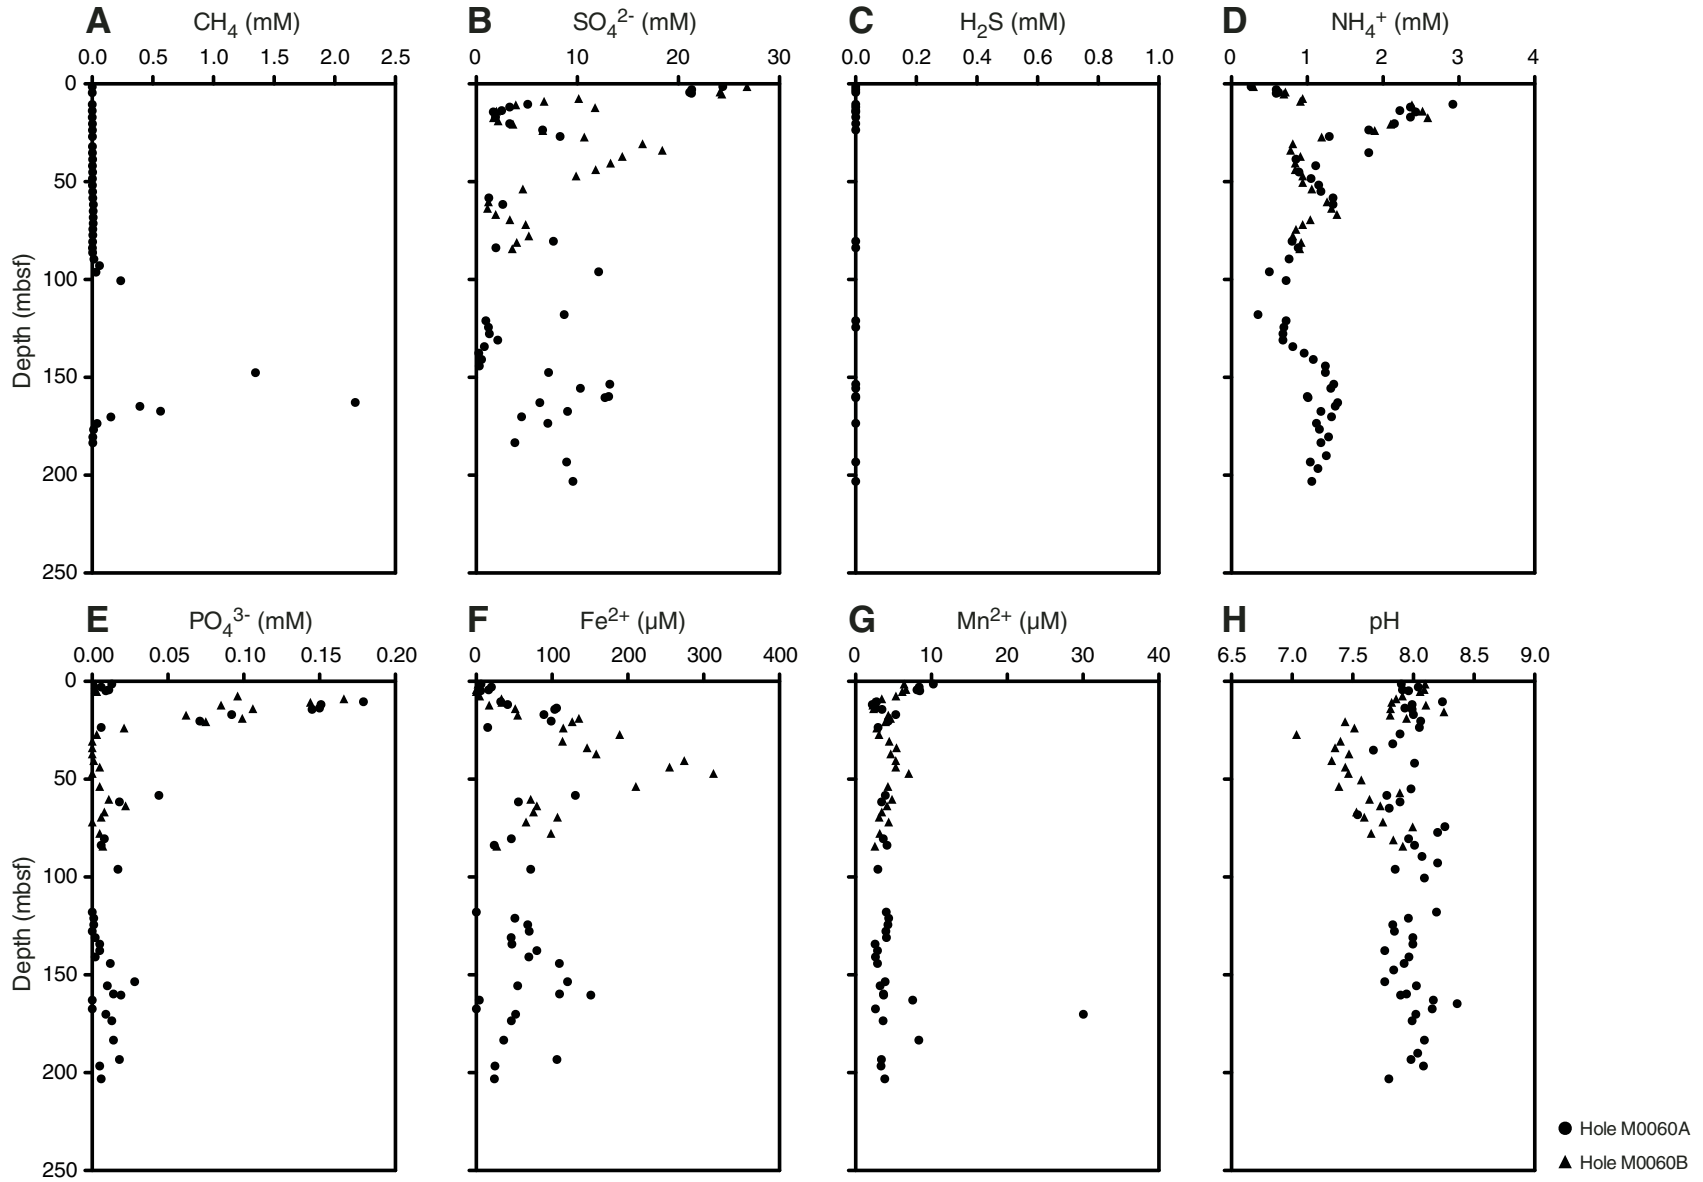 A CH₄ (mM)
0.0 0.5 1.0 1.5 2.0 2.5
B SO₄²⁻ (mM)
0 10 20 30
C H₂S (mM)
0.0 0.2 0.4 0.6 0.8 1.0
D NH₄⁺ (mM)
0 1 2 3 4
Depth (mbsf)
0
50
100
150
200
250
E PO₄³⁻ (mM)
0.00 0.05 0.10 0.15 0.20
F Fe²⁺ (µM)
0 100 200 300 400
G Mn²⁺ (µM)
0 10 20 30 40
H pH
6.5 7.0 7.5 8.0 8.5 9.0
Depth (mbsf)
0
50
100
150
200
250
Hole M0060A
Hole M0060B